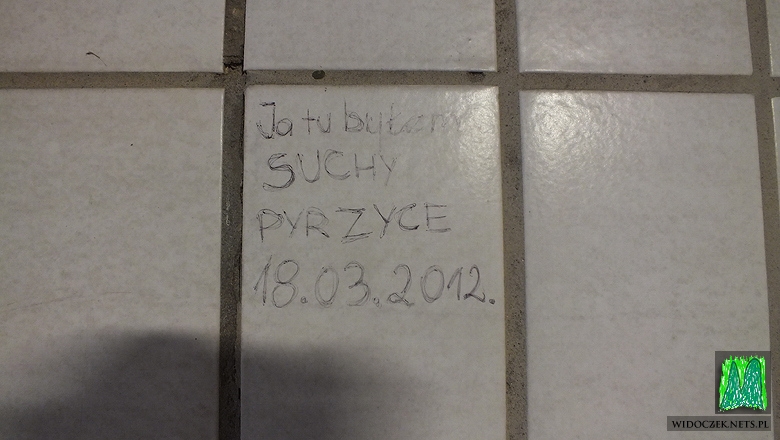 Ja tu byłem
SUCHY
PYRZYCE
18.03.2012.
WIDOCZEK.NETS.PL